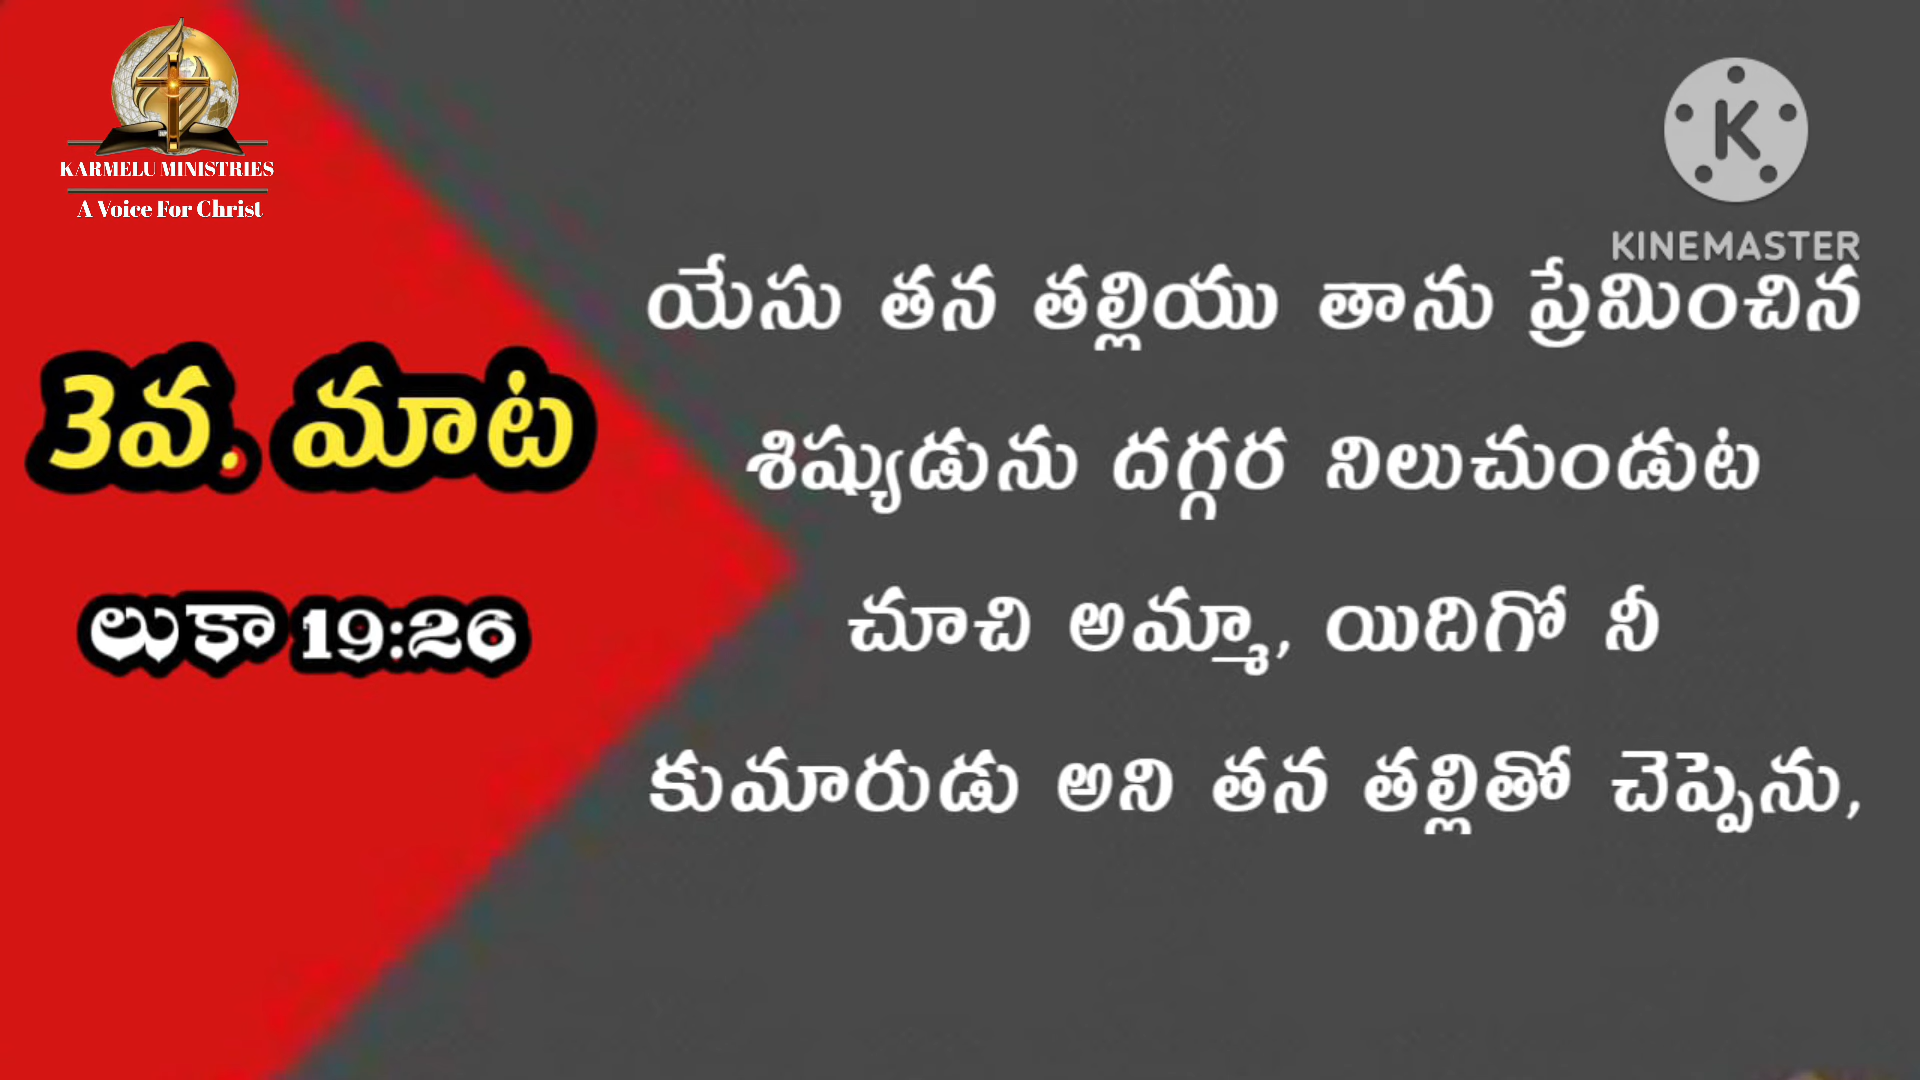 KARMELU MINISTRIES
A Voice For Christ
K
KINEMASTER
3వ. మాట
లుకా 19:26
యేసు తన తల్లియు తాను ప్రేమించిన
శిష్యుడును దగ్గర నిలుచుండుట
చూచి అమ్మా, యిదిగో నీ
కుమారుడు అని తన తల్లితో చెప్పెను,